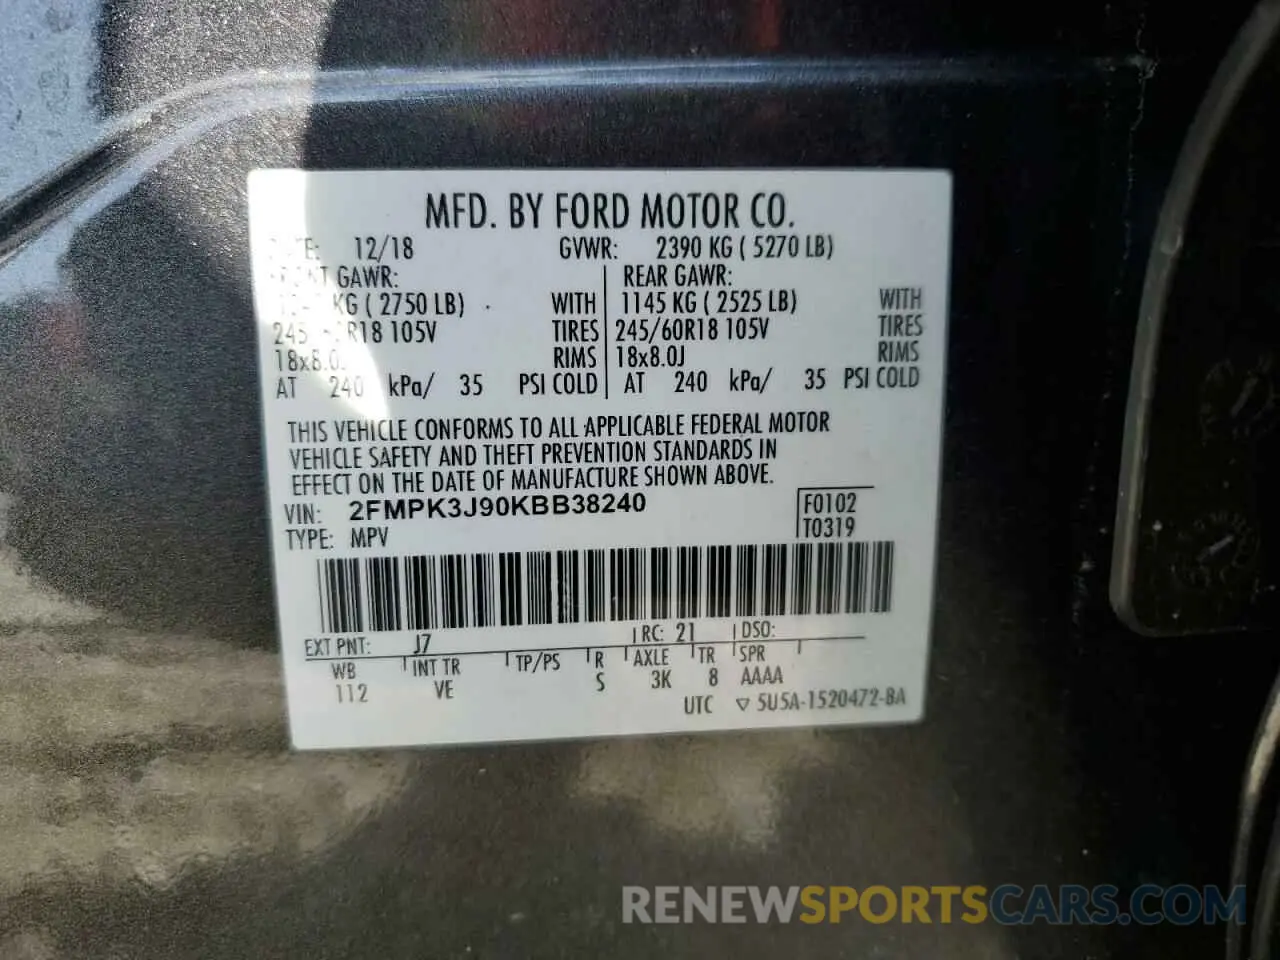 MFD. BY FORD MOTOR CO.
12/18 GVWR: 2390 KG ( 5270 LB)
GAWR: REAR GAWR:
KG ( 2750 LB) WITH 1145 KG ( 2525 LB) WITH
R18 105V TIRES 245/60R18 105V TIRES
RIMS 18x8.0J RIMS
AT 240 kPa/ 35 PSI COLD AT 240 kPa/ 35 PSI COLD
THIS VEHICLE CONFORMS TO ALL APPLICABLE FEDERAL MOTOR
VEHICLE SAFETY AND THEFT PREVENTION STANDARDS IN
EFFECT ON THE DATE OF MANUFACTURE SHOWN ABOVE.
VIN: 2FMPK3J90KBB38240 F0102
TYPE: MPV T0319
EXT PNT: J7 RC: 21 DSO:
WB INT TR TP/PS R AXLE TR SPR
112 VE S 3K 8 AAAA
UTC ▽ 5U5A-1520472-BA
RENEWSPORTSCARS.COM